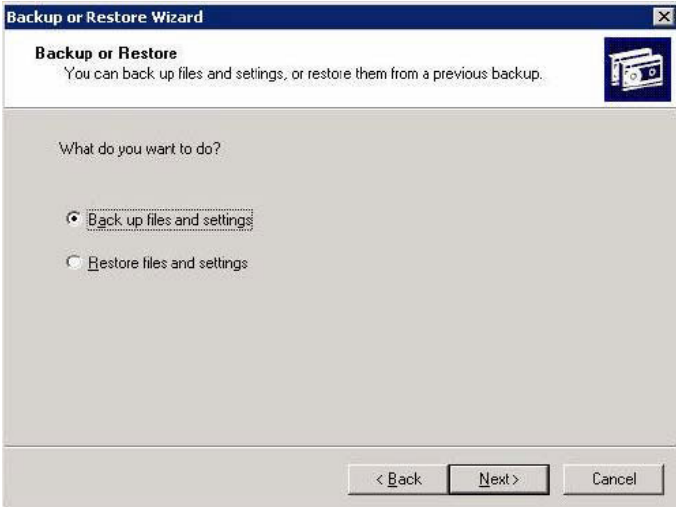 Backup or Restore Wizard
Backup or Restore
You can back up files and settings, or restore them from a previous backup.
What do you want to do?
Back up files and settings
Restore files and settings
< Back Next > Cancel